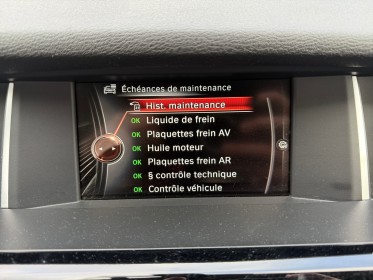 Échéances de maintenance
Hist. maintenance
OK Liquide de frein
OK Plaquettes frein AV
OK Huile moteur
OK Plaquettes frein AR
OK § contrôle technique
OK Contrôle véhicule